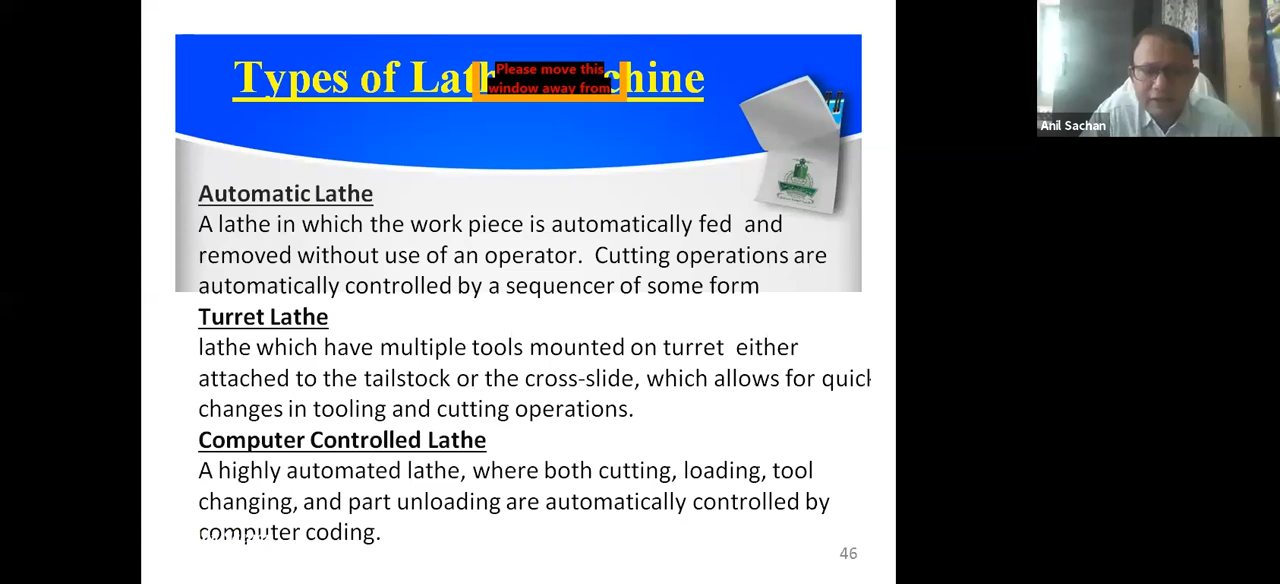 Types of Lath chine
Please move this
window away from
Anil Sachan
Automatic Lathe
A lathe in which the work piece is automatically fed and
removed without use of an operator. Cutting operations are
automatically controlled by a sequencer of some form
Turret Lathe
lathe which have multiple tools mounted on turret either
attached to the tailstock or the cross-slide, which allows for quick
changes in tooling and cutting operations.
Computer Controlled Lathe
A highly automated lathe, where both cutting, loading, tool
changing, and part unloading are automatically controlled by
computer coding.
46